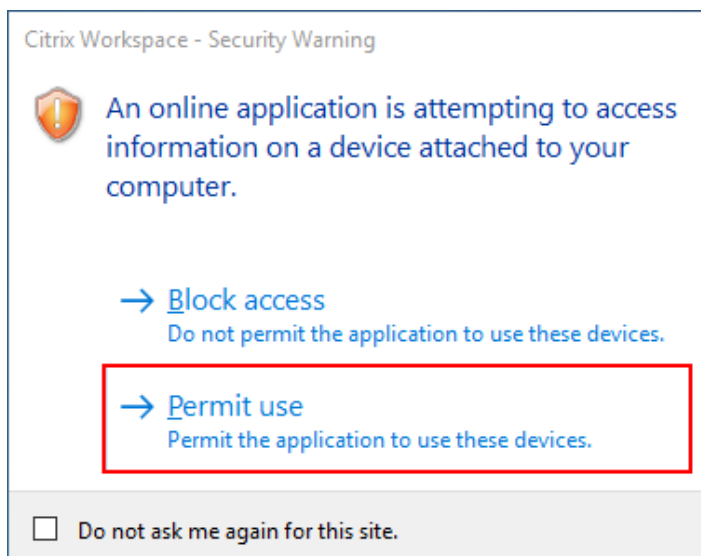 Citrix Workspace - Security Warning
An online application is attempting to access
information on a device attached to your
computer.
Block access
Do not permit the application to use these devices.
Permit use
Permit the application to use these devices.
Do not ask me again for this site.